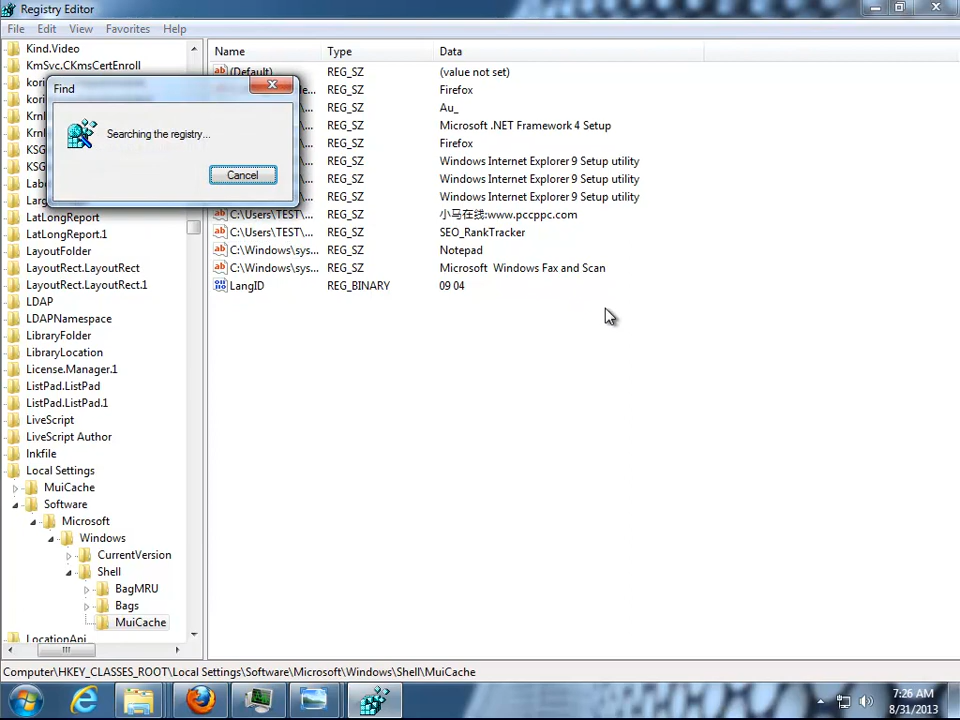 Registry Editor
File Edit View Favorites Help
Kind.Video
KmSvc.CKmsCertEnroll
LatLongReport
LatLongReport.1
LayoutFolder
LayoutRect.LayoutRect
LayoutRect.LayoutRect.1
LDAP
LDAPNamespace
LibraryFolder
LibraryLocation
License.Manager.1
ListPad.ListPad
ListPad.ListPad.1
LiveScript
LiveScript Author
lnkfile
Local Settings
MuiCache
Software
Microsoft
Windows
CurrentVersion
Shell
BagMRU
Bags
MuiCache
LocationApi
Find
Searching the registry...
Cancel
Name Type Data
(Default) REG_SZ (value not set)
REG_SZ Firefox
REG_SZ Au_
REG_SZ Microsoft .NET Framework 4 Setup
REG_SZ Firefox
REG_SZ Windows Internet Explorer 9 Setup utility
REG_SZ Windows Internet Explorer 9 Setup utility
REG_SZ Windows Internet Explorer 9 Setup utility
C:\Users\TEST\... REG_SZ 小马在线:www.pccppc.com
C:\Users\TEST\... REG_SZ SEO_RankTracker
C:\Windows\sys... REG_SZ Notepad
C:\Windows\sys... REG_SZ Microsoft  Windows Fax and Scan
LangID REG_BINARY 09 04
Computer\HKEY_CLASSES_ROOT\Local Settings\Software\Microsoft\Windows\Shell\MuiCache
7:26 AM
8/31/2013